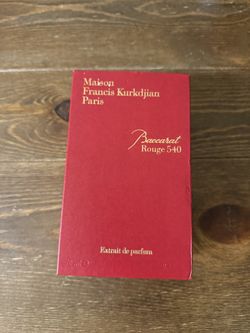 Maison
Francis Kurkdjian
Paris
Baccarat
Rouge 540
Extrait de parfum